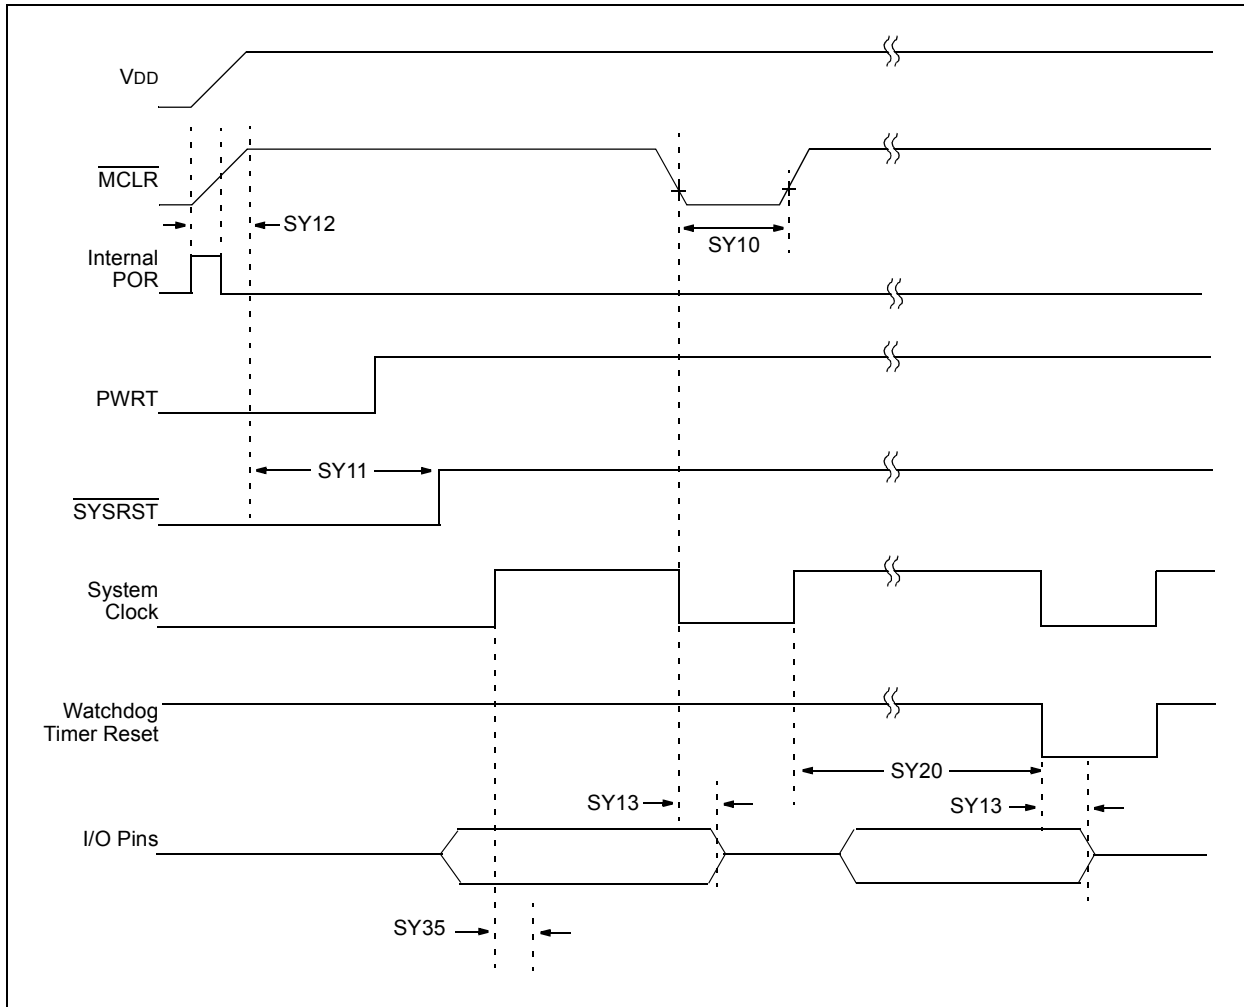 VDD
MCLR
SY12
SY10
Internal
POR
PWRT
SY11
SYSRST
System
Clock
Watchdog
Timer Reset
SY20
SY13
SY13
I/O Pins
SY35